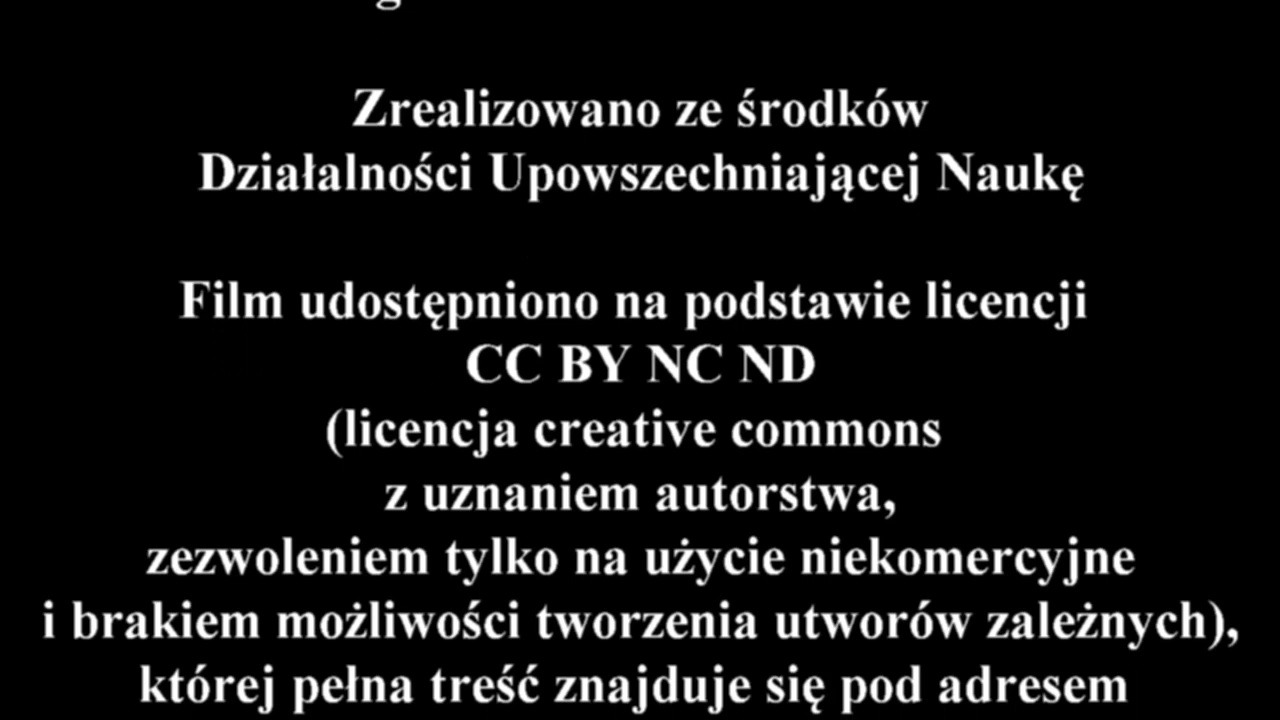 Zrealizowano ze środków
Działalności Upowszechniającej Naukę
Film udostępniono na podstawie licencji
CC BY NC ND
(licencja creative commons
z uznaniem autorstwa,
zezwoleniem tylko na użycie niekomercyjne
i brakiem możliwości tworzenia utworów zależnych),
której pełna treść znajduje się pod adresem